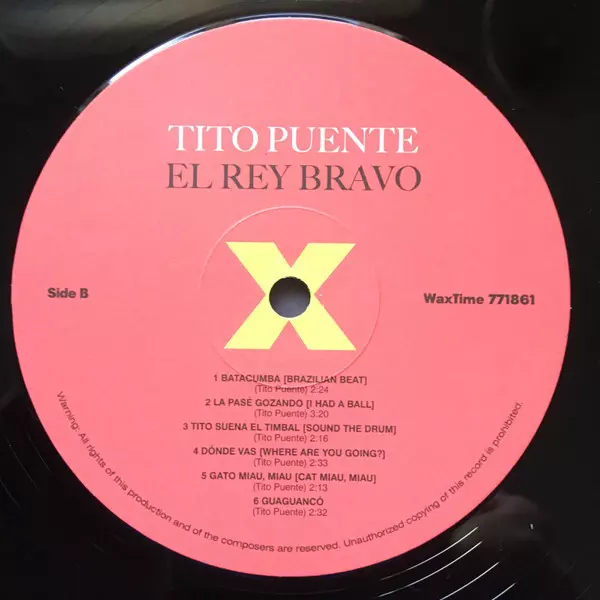 TITO PUENTE
EL REY BRAVO
X
Side B
WaxTime 771861
1 BATACUMBA [BRAZILIAN BEAT]
(Tito Puente) 2:24
2 LA PASÉ GOZANDO [I HAD A BALL]
(Tito Puente) 3:20
3 TITO SUENA EL TIMBAL [SOUND THE DRUM]
(Tito Puente) 2:16
4 DÓNDE VAS [WHERE ARE YOU GOING?]
(Tito Puente) 2:33
5 GATO MIAU, MIAU [CAT MIAU, MIAU]
(Tito Puente) 2:13
6 GUAGUANCÓ
(Tito Puente) 2:32
Warning: All rights of this production and of the composers are reserved. Unauthorized copying of this record is prohibited.